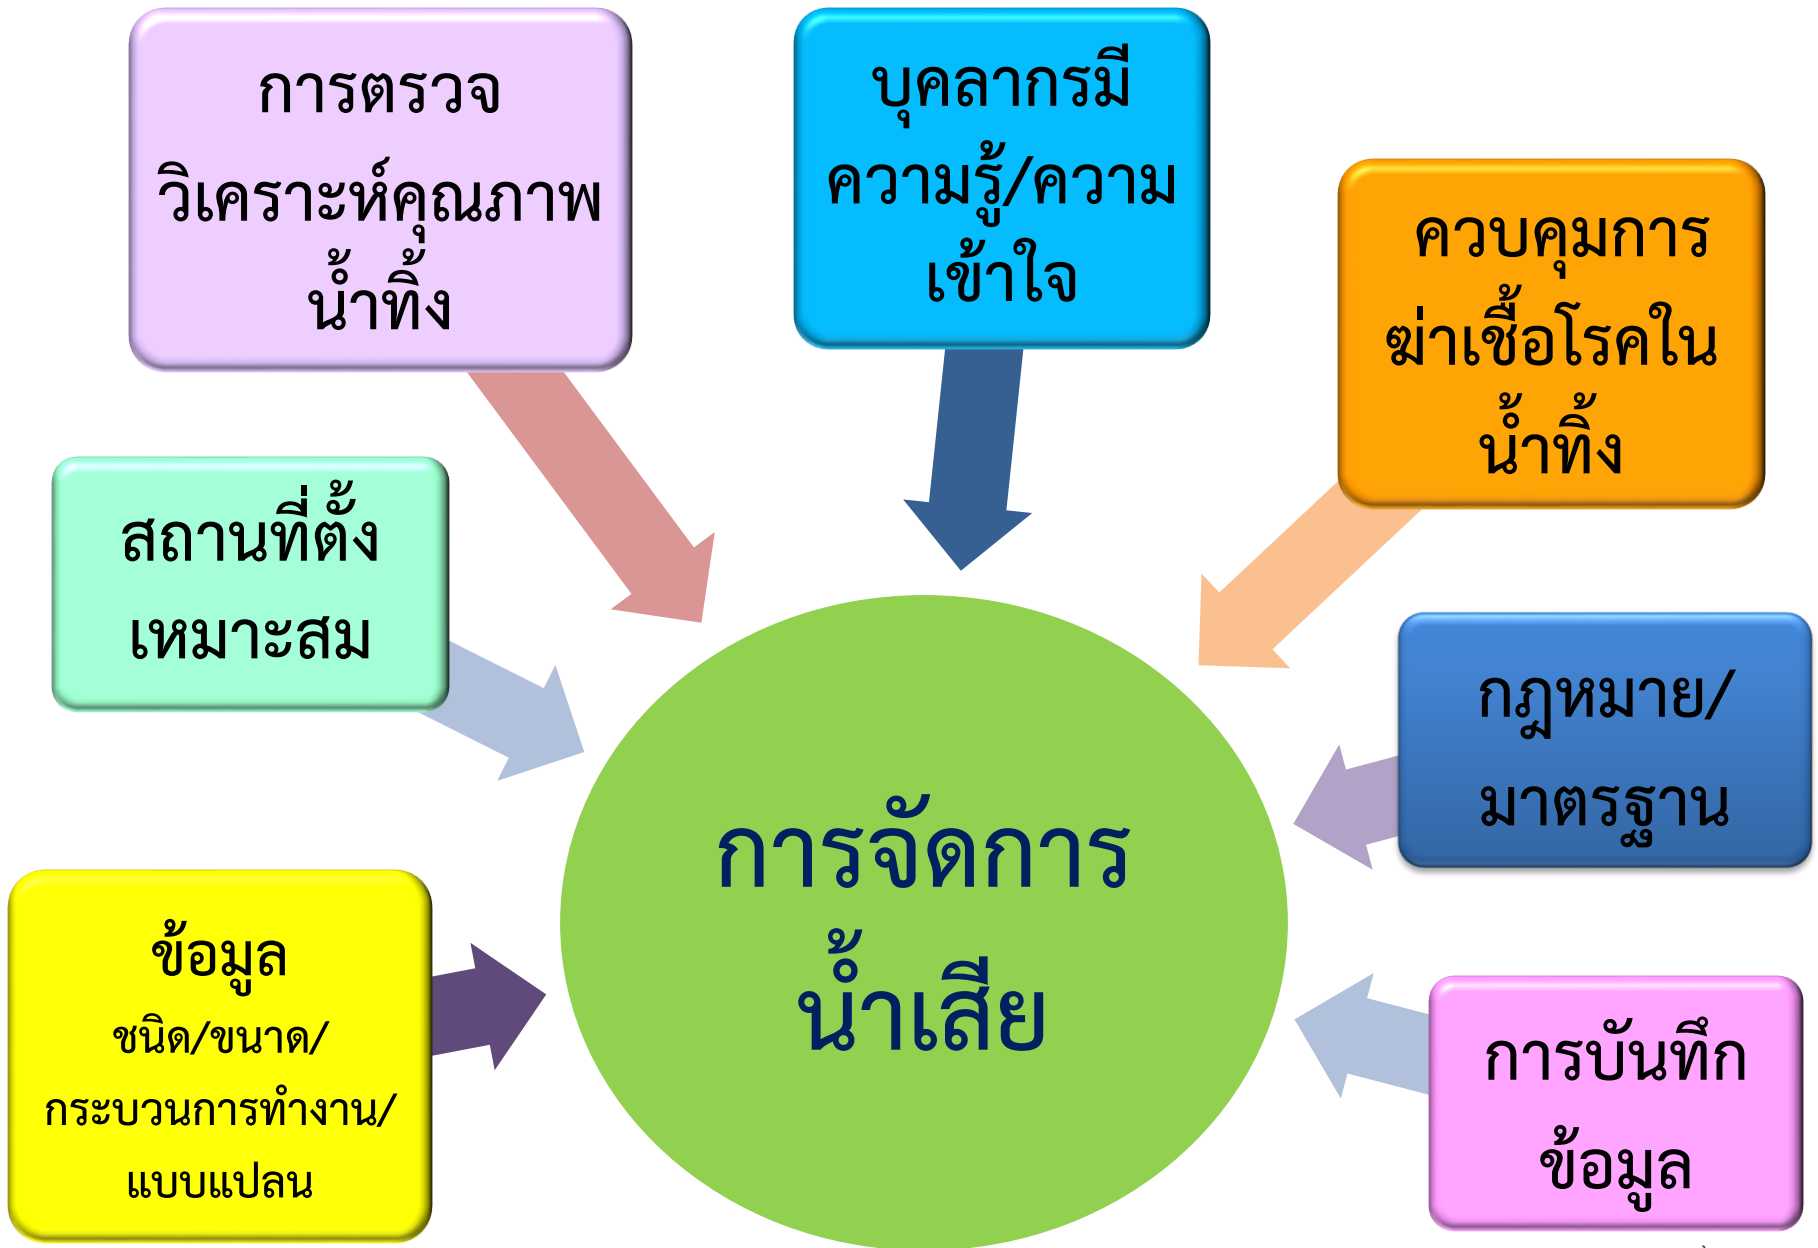 การตรวจ
วิเคราะห์คุณภาพ
น้ำทิ้ง
บุคลากรมี
ความรู้/ความ
เข้าใจ
ควบคุมการ
ฆ่าเชื้อโรคใน
น้ำทิ้ง
สถานที่ตั้ง
เหมาะสม
กฎหมาย/
มาตรฐาน
การจัดการ
น้ำเสีย
ข้อมูล
ชนิด/ขนาด/
กระบวนการทำงาน/
แบบแปลน
การบันทึก
ข้อมูล